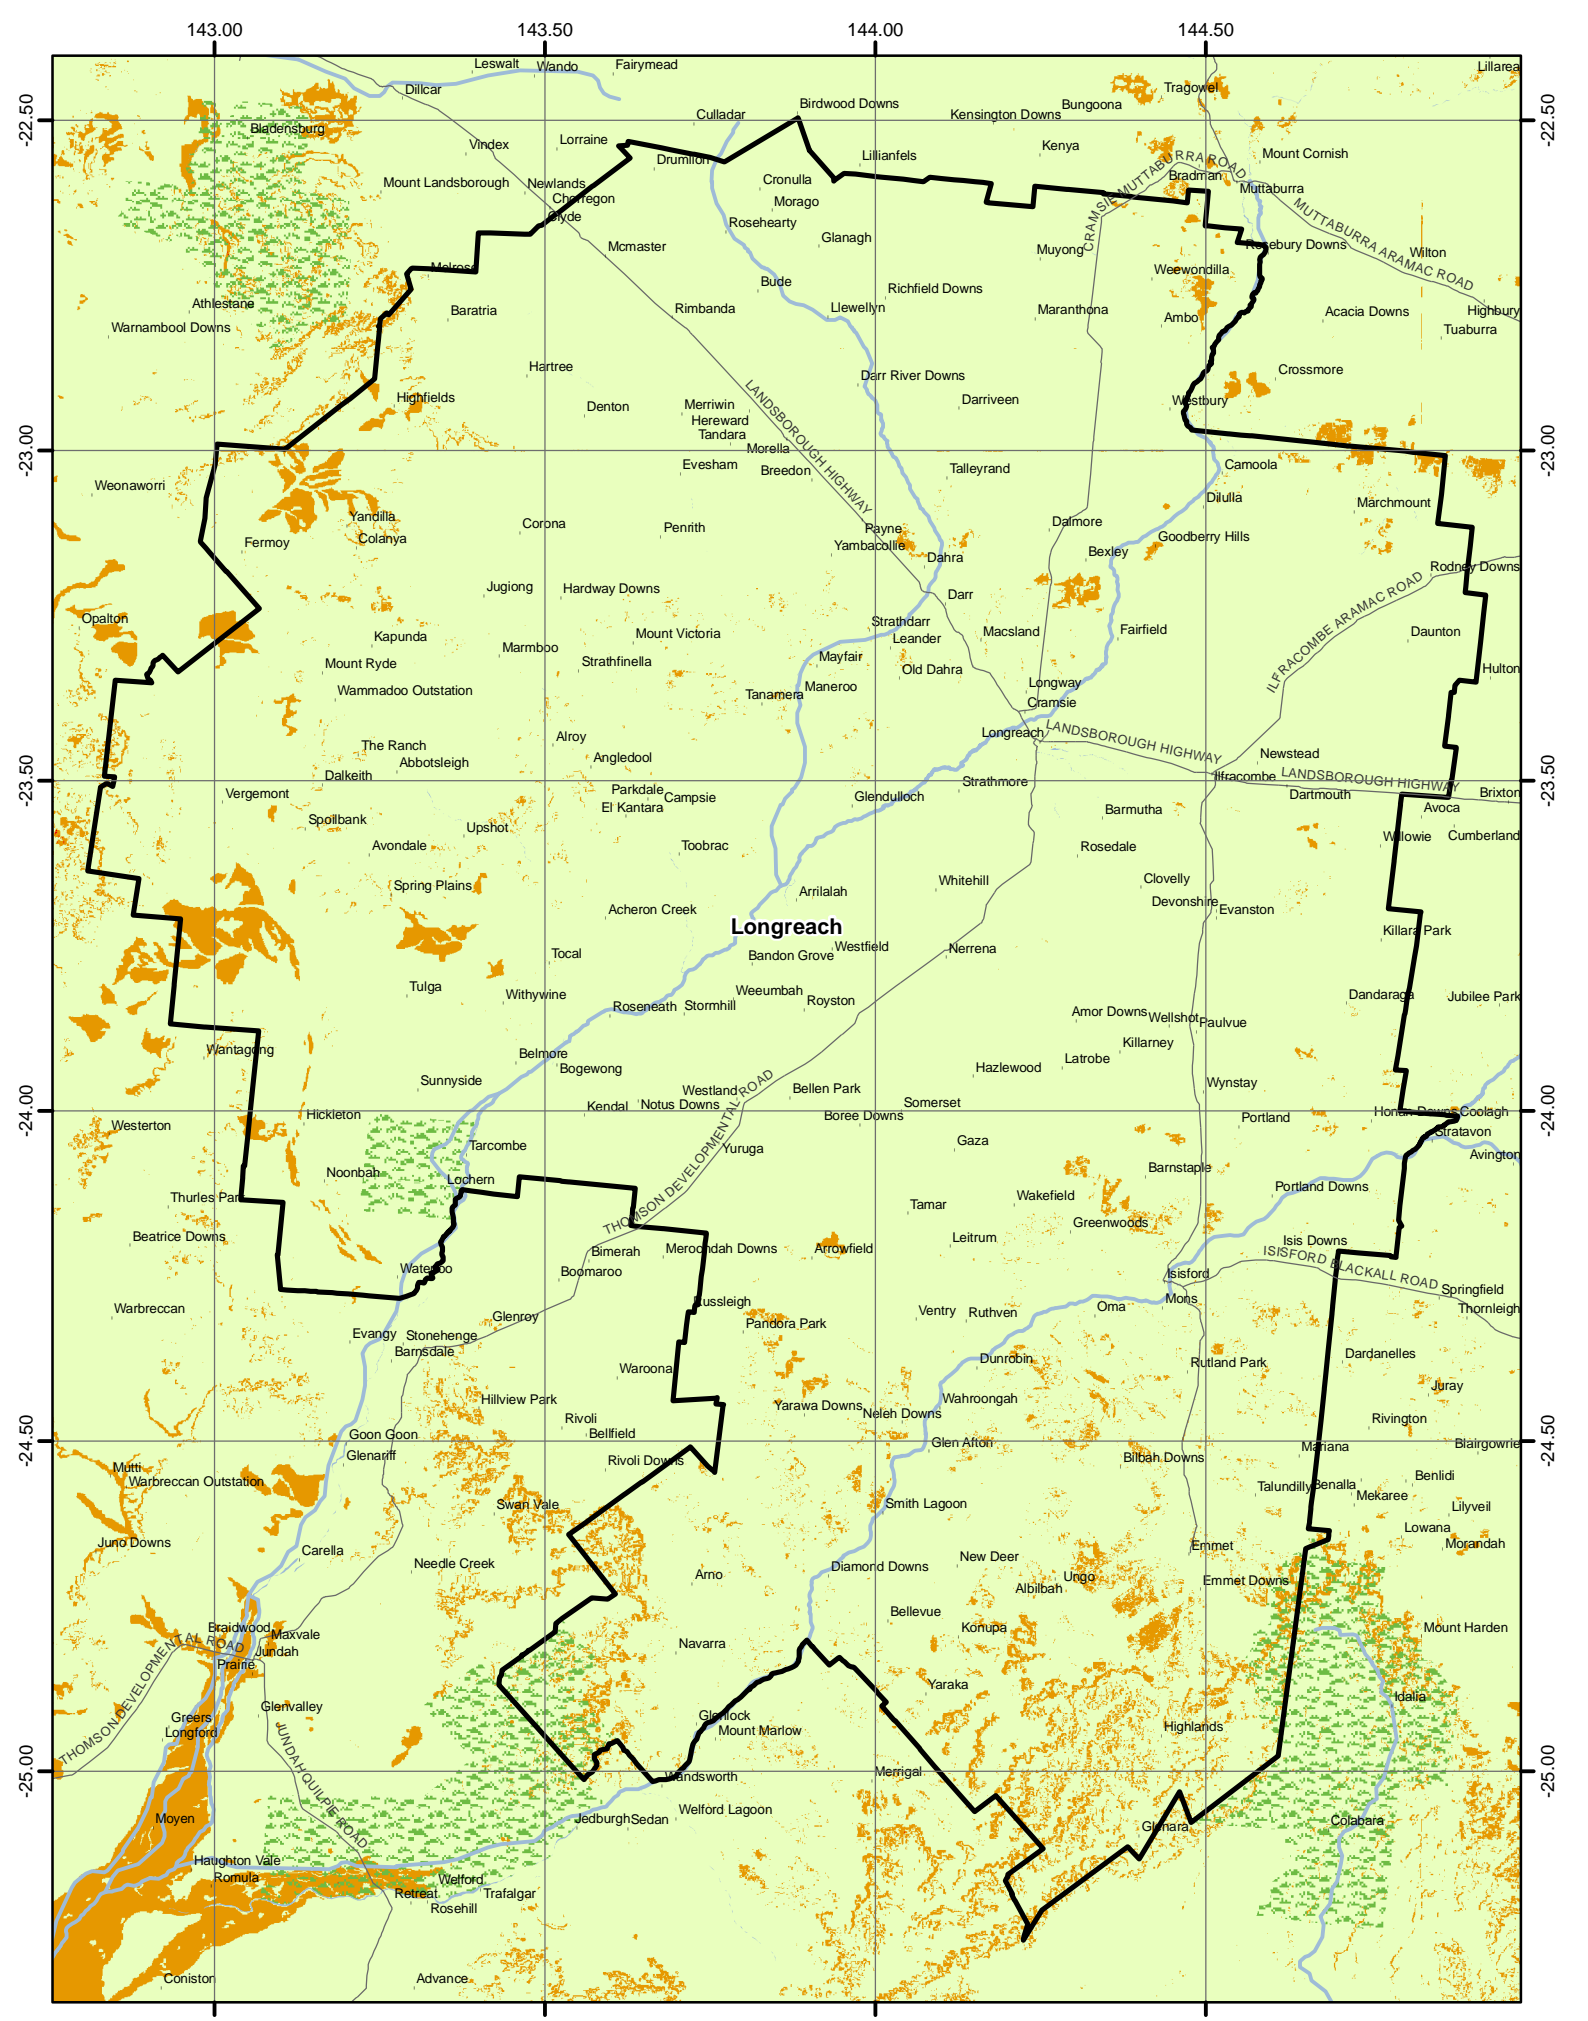 143.00 143.50 144.00 144.50
Leswalt Wando Fairymead Lillarea
Dillcar Tragowel
Culladar Birdwood Downs Kensington Downs Bungoona
-22.50 -22.50
Bladensburg Vindex Lorraine Drumlion Lillianfels Kenya Mount Cornish
CRAMSIE MUTTABURRA ROAD
Mount Landsborough Newlands Cronulla Bradman Muttaburra
Chorregon Morago
Clyde Rosehearty
MUTTABURRA ARAMAC ROAD
Mcmaster Glanagh Muyong Rosebury Downs Wilton
Melrose Weewondilla
Bude Richfield Downs
Athlestane Baratria Rimbanda Llewellyn Maranthona Ambo Acacia Downs Highbury
Warnambool Downs Tuaburra
Hartree Darr River Downs Crossmore
Highfields Denton Merriwin Darriveen Westbury
LANDSBOROUGH HIGHWAY
Hereward
Tandara
-23.00 -23.00
Morella
Evesham Breedon Talleyrand Camoola
Weonaworri Dilulla Marchmount
Yandilla Corona Penrith Payne Dalmore
Fermoy Colanya Yambacollie Goodberry Hills
Dahra Bexley Rodney Downs
Jugiong Hardway Downs Darr
ILFRACOMBE ARAMAC ROAD
Opalton Strathdarr
Kapunda Mount Victoria Leander Macsland Fairfield Daunton
Marmboo
Mount Ryde Strathfinella Mayfair Old Dahra Hulton
Wammadoo Outstation Tanamera Maneroo Longway
Cramsie
The Ranch Alroy Longreach LANDSBOROUGH HIGHWAY
Abbotsleigh Angledool Newstead
-23.50 -23.50
Dalkeith Strathmore Ilfracombe LANDSBOROUGH HIGHWAY
Vergemont Parkdale Campsie Glendulloch Dartmouth Brixton
El Kantara Barmutha Avoca
Spoilbank Upshot Willowie Cumberland
Avondale Toobrac Rosedale
Spring Plains Arrilalah Whitehill Clovelly
Acheron Creek Devonshire Evanston
Longreach
Westfield Nerrena Killara Park
Tocal Bandon Grove
Tulga Withywine Weeumbah Dandaraga Jubilee Park
Roseneath Stormhill Royston Amor Downs Wellshot
Paulvue
Wantagong Belmore Killarney
Bogewong Hazlewood Latrobe
Sunnyside Westland Bellen Park Wynstay
THOMSON DEVELOPMENTAL ROAD
-24.00 -24.00
Hickleton Kendal Notus Downs Boree Downs Somerset Portland Coolagh
Westerton Stratavon
Tarcombe Yuruga Gaza Avington
Noonbah Lochern Barnstaple Portland Downs
Thurles Park Tamar Wakefield
Beatrice Downs Greenwoods
Bimerah Meroondah Downs Arrowfield Leitrum Isis Downs
Waterloo Boomaroo ISISFORD BLACKALL ROAD
Isisford Springfield
Warbreccan Glenroy Russleigh Ventry Ruthven Oma Mons Thornleigh
Evangy Stonehenge Pandora Park
Barnsdale Dardanelles
Waroona Dunrobin Rutland Park
Hillview Park Yarawa Downs Wahroongah Juray
Rivoli Neleh Downs Rivington
Goon Goon Bellfield Glen Afton Mariana Blairgowrie
-24.50 -24.50
Glenariff Rivoli Downs Bilbah Downs
Mutti Benlidi
Warbreccan Outstation Talundilly Benalla Mekaree
Swan Vale Smith Lagoon Lilyveil
Lowana
Juno Downs Carella Needle Creek New Deer Emmet Morandah
Arno Diamond Downs Ungo Emmet Downs
Albilbah
Bellevue
Braidwood Maxvale Navarra Konupa Mount Harden
THOMSON DEVELOPMENTAL ROAD Jundah
Prairie
Glenvalley Yaraka Idalia
Greers Glenlock Highlands
Longford Mount Marlow
JUNDAH QUILPIE ROAD
-25.00 -25.00
Wandsworth Merrigal
Moyen Jedburgh Sedan Welford Lagoon Glenara Colabara
Haughton Vale
Romula Welford
Retreat Trafalgar
Rosehill
Coniston Advance